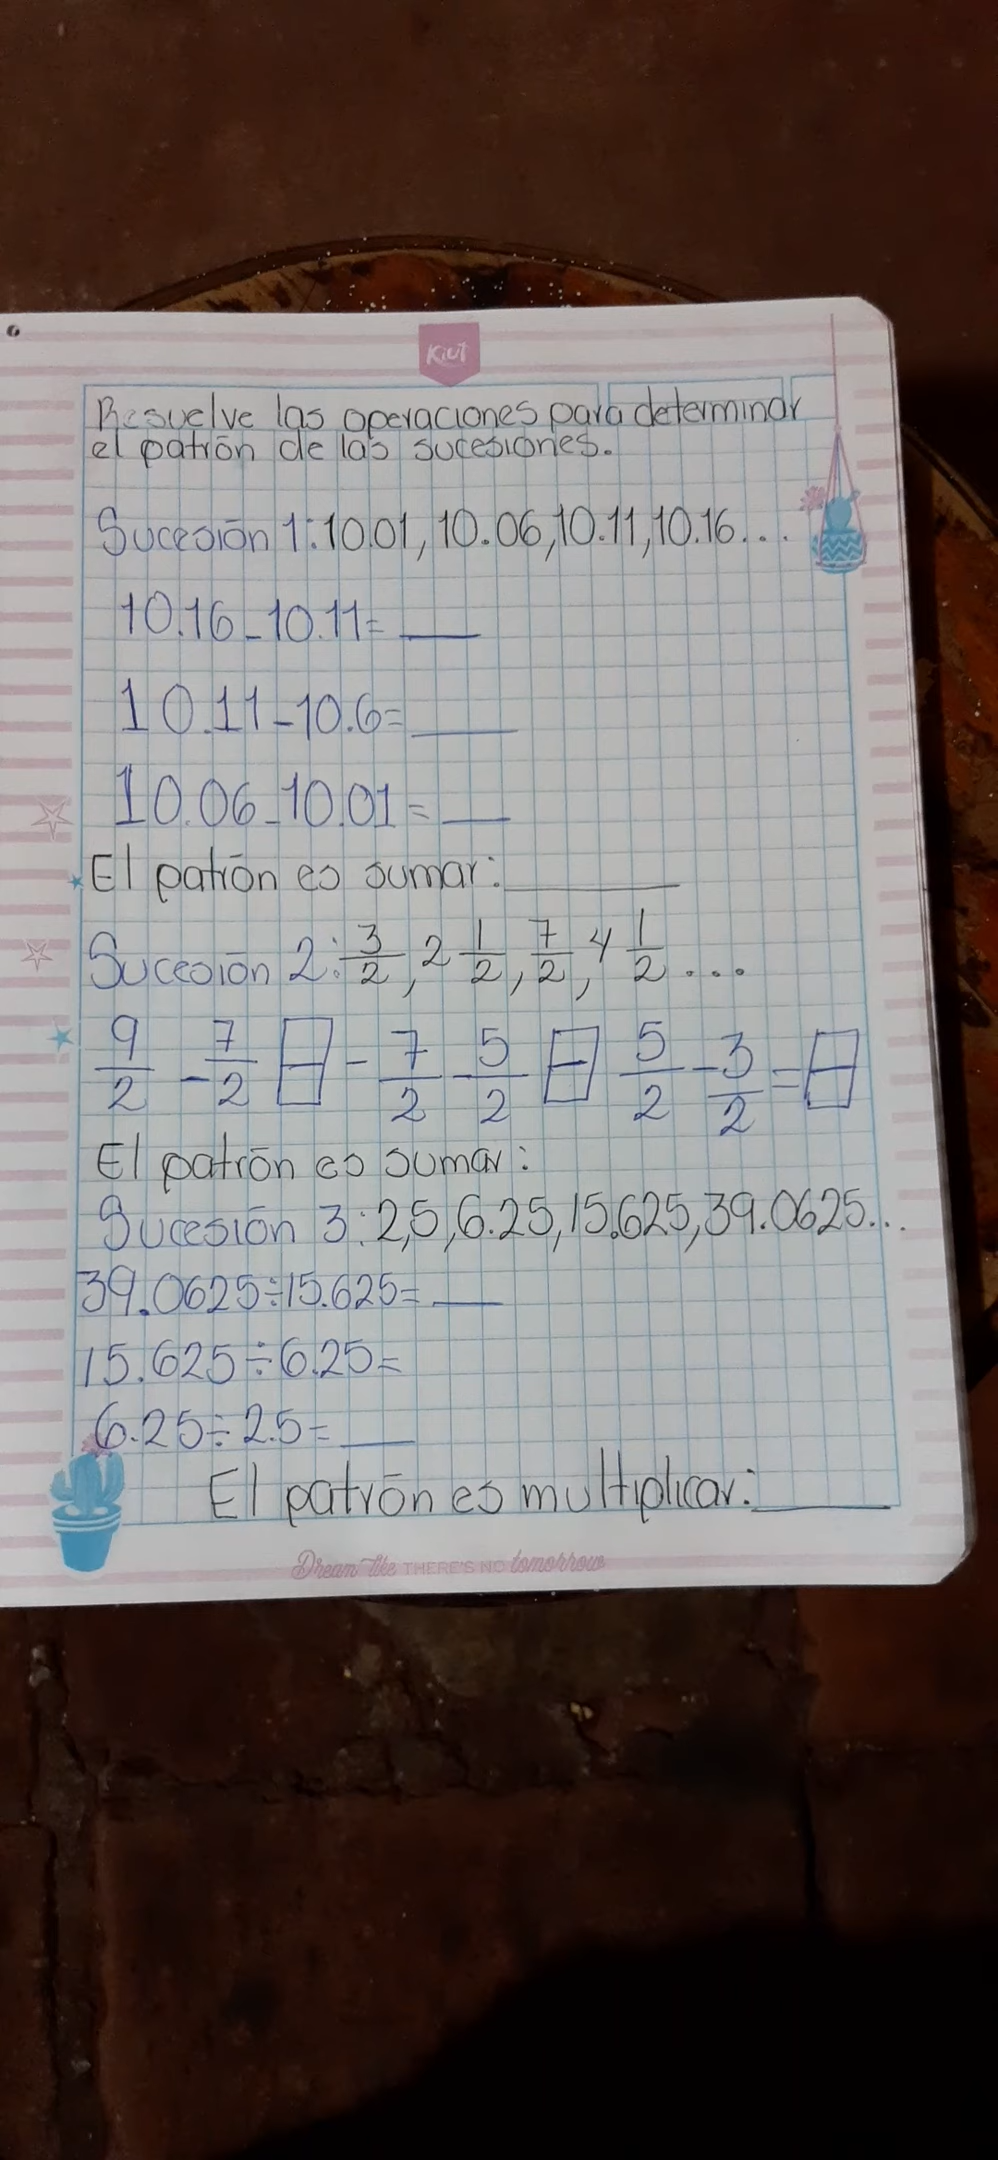 Kiut
Resuelve las operaciones para determinar
el patrón de las sucesiones.
Sucesión 1: 10.01, 10.06, 10.11, 10.16...
10.16 - 10.11 = ___
10.11 - 10.6 = ___
10.06 - 10.01 = ___
El patrón es sumar: ___
Sucesión 2: 3/2, 2 1/2, 7/2, 4 1/2 ...
9/2 - 7/2 □ - 7/2 - 5/2 □ 5/2 - 3/2 = □
El patrón es sumar:
Sucesión 3: 2,5, 6.25, 15.625, 39.0625...
39.0625 ÷ 15.625 = ___
15.625 ÷ 6.25 =
6.25 ÷ 2.5 = ___
El patrón es multiplicar: ___
Dream like THERE'S NO tomorrow